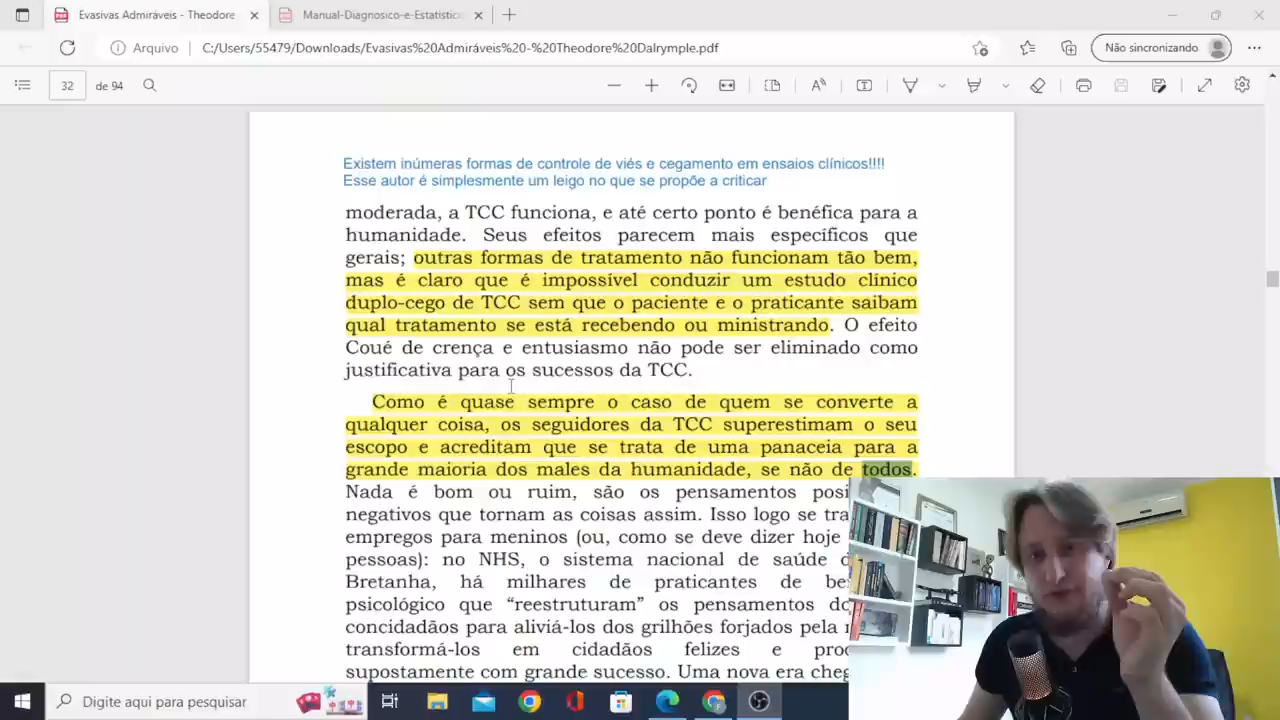 Evasivas Admiráveis - Theodore
Manual-Diagnosico-e-Estatistico
Arquivo
C:/Users/55479/Downloads/Evasivas%20Admiráveis%20-%20Theodore%20Dalrymple.pdf
Não sincronizando
32
de 94
Existem inúmeras formas de controle de viés e cegamento em ensaios clínicos!!!!
Esse autor é simplesmente um leigo no que se propõe a criticar
moderada, a TCC funciona, e até certo ponto é benéfica para a
humanidade. Seus efeitos parecem mais específicos que
gerais; outras formas de tratamento não funcionam tão bem,
mas é claro que é impossível conduzir um estudo clínico
duplo-cego de TCC sem que o paciente e o praticante saibam
qual tratamento se está recebendo ou ministrando. O efeito
Coué de crença e entusiasmo não pode ser eliminado como
justificativa para os sucessos da TCC.
Como é quase sempre o caso de quem se converte a
qualquer coisa, os seguidores da TCC superestimam o seu
escopo e acreditam que se trata de uma panaceia para a
grande maioria dos males da humanidade, se não de todos.
Nada é bom ou ruim, são os pensamentos posi
negativos que tornam as coisas assim. Isso logo se tra
empregos para meninos (ou, como se deve dizer hoje
pessoas): no NHS, o sistema nacional de saúde d
Bretanha, há milhares de praticantes de be
psicológico que “reestruturam” os pensamentos do
concidadãos para aliviá-los dos grilhões forjados pela
transformá-los em cidadãos felizes e pro
supostamente com grande sucesso. Uma nova era cheg
Digite aqui para pesquisar